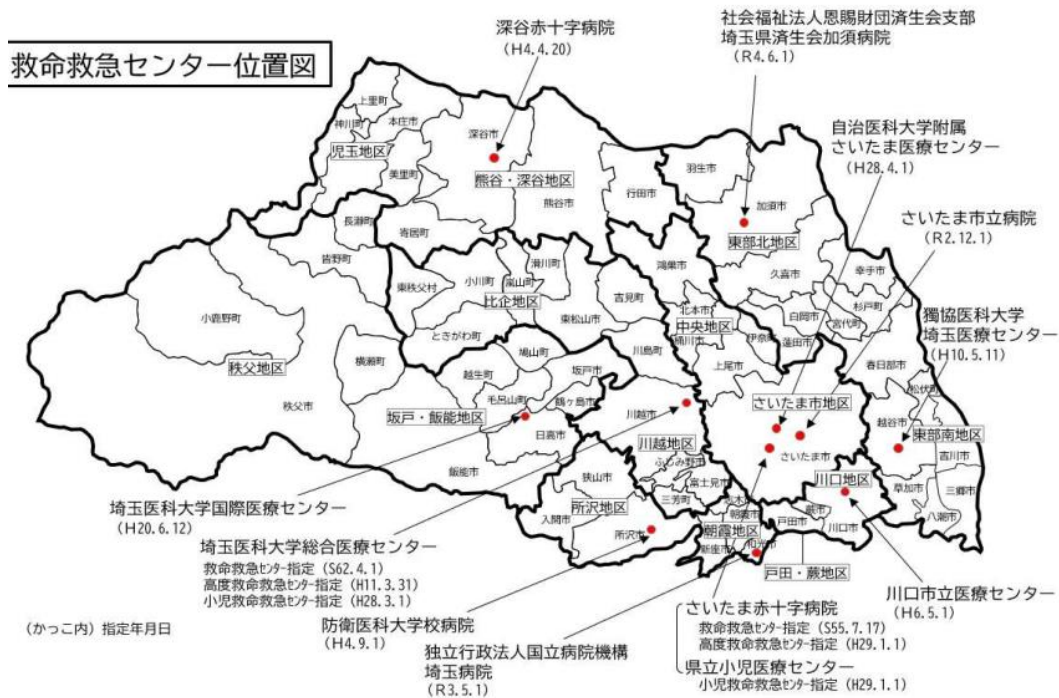 救命救急センター位置図
深谷赤十字病院
(H4.4.20)
社会福祉法人恩賜財団済生会支部
埼玉県済生会加須病院
(R4.6.1)
自治医科大学附属
さいたま医療センター
(H28.4.1)
さいたま市立病院
(R2.12.1)
獨協医科大学
埼玉医療センター
(H10.5.11)
上里町
神川町
本庄市
児玉地区
美里町
深谷市
熊谷・深谷地区
熊谷市
行田市
羽生市
加須市
東部北地区
長瀞町
寄居町
皆野町
小鹿野町
秩父地区
秩父市
横瀬町
東秩父村
小川町
嵐山町
滑川町
比企地区
ときがわ町
東松山市
吉見町
鴻巣市
北本市
中央地区
桶川市
伊奈町
上尾市
久喜市
幸手市
白岡市
宮代町
杉戸町
蓮田市
春日部市
松伏町
鳩山町
越生町
毛呂山町
坂戸市
鶴ヶ島市
坂戸・飯能地区
日高市
飯能市
川島町
川越市
川越地区
ふじみ野市
富士見市
三芳町
さいたま市地区
さいたま市
越谷市
東部南地区
吉川市
草加市
三郷市
八潮市
川口地区
川口市
蕨市
戸田市
戸田・蕨地区
狭山市
所沢地区
入間市
所沢市
志木市
朝霞市
朝霞地区
新座市
和光市
埼玉医科大学国際医療センター
(H20.6.12)
埼玉医科大学総合医療センター
救命救急センター指定 (S62.4.1)
高度救命救急センター指定 (H11.3.31)
小児救命救急センター指定 (H28.3.1)
防衛医科大学校病院
(H4.9.1)
独立行政法人国立病院機構
埼玉病院
(R3.5.1)
さいたま赤十字病院
救命救急センター指定 (S55.7.17)
高度救命救急センター指定 (H29.1.1)
県立小児医療センター
小児救命救急センター指定 (H29.1.1)
川口市立医療センター
(H6.5.1)
(かっこ内) 指定年月日